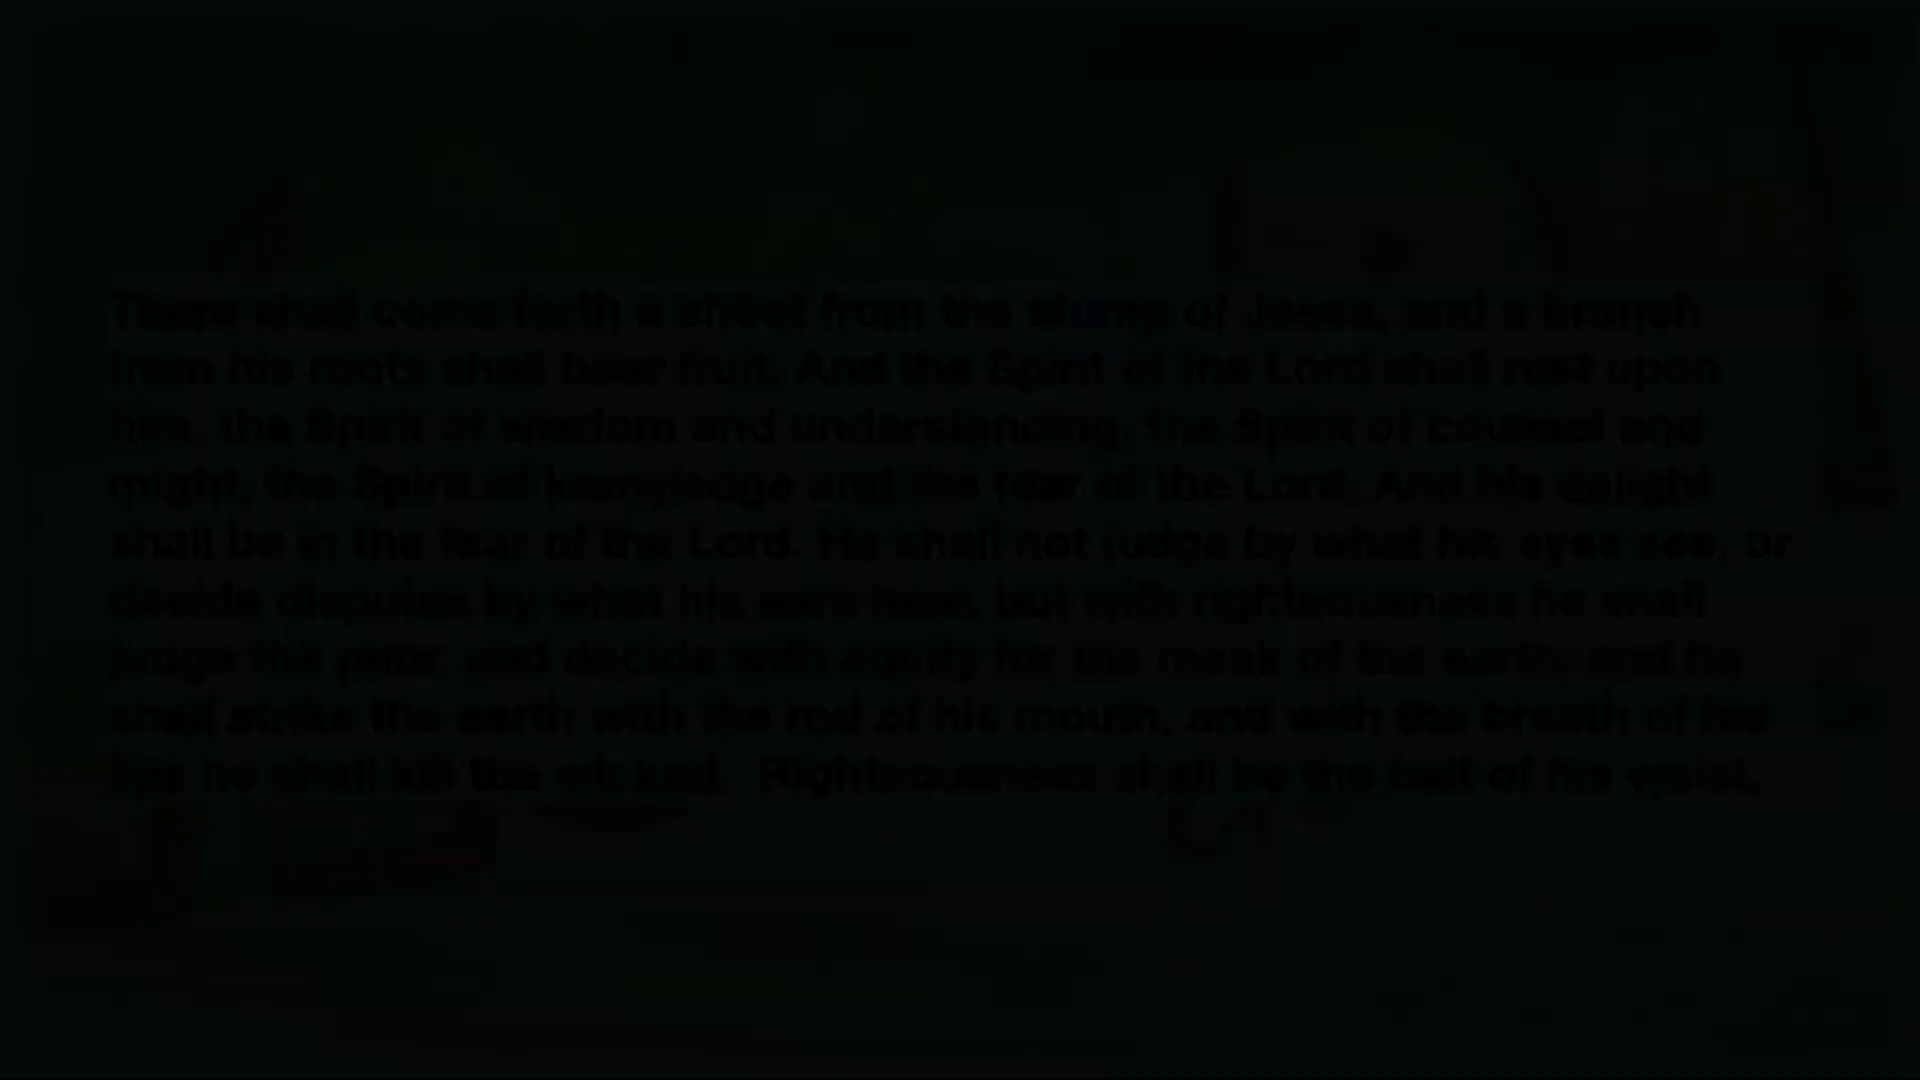 There shall come forth a shoot from the stump of Jesse, and a branch
from his roots shall bear fruit. And the Spirit of the Lord shall rest upon
him, the Spirit of wisdom and understanding, the Spirit of counsel and
might, the Spirit of knowledge and the fear of the Lord. And his delight
shall be in the fear of the Lord. He shall not judge by what his eyes see, or
decide disputes by what his ears hear, but with righteousness he shall
judge the poor, and decide with equity for the meek of the earth; and he
shall strike the earth with the rod of his mouth, and with the breath of his
lips he shall kill the wicked. Righteousness shall be the belt of his waist,